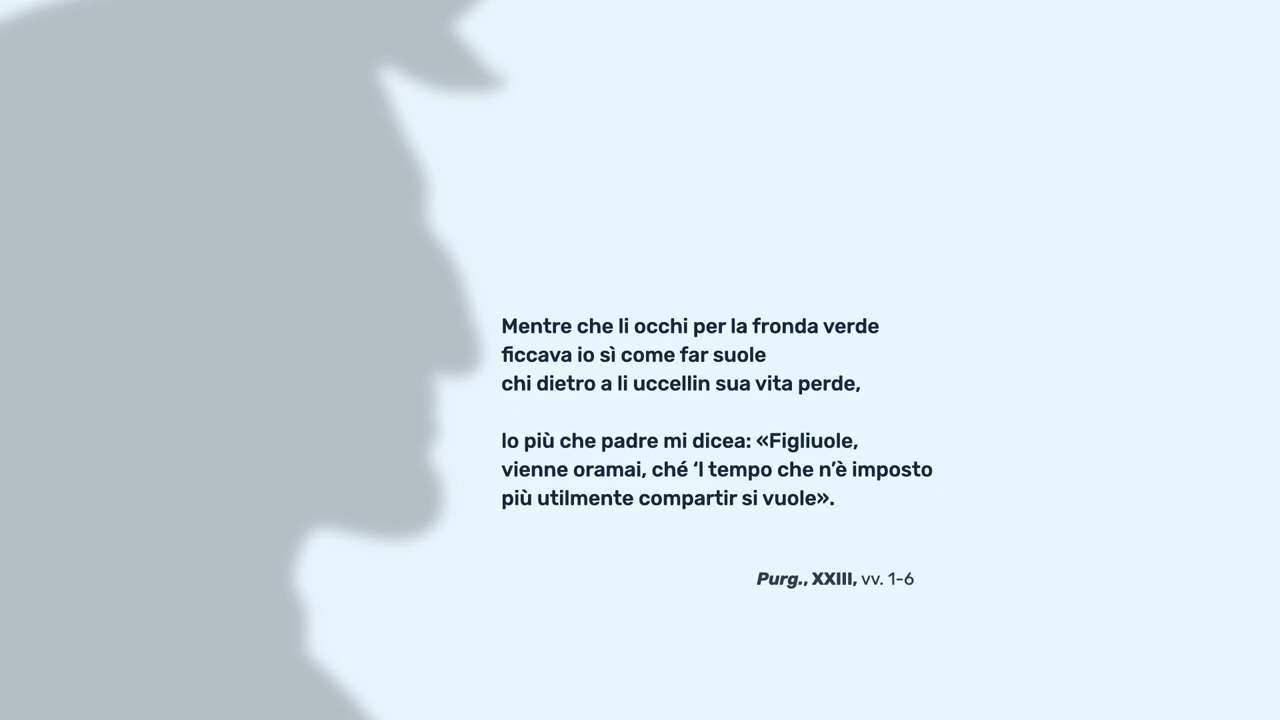 Mentre che li occhi per la fronda verde
ficcava io sì come far suole
chi dietro a li uccellin sua vita perde,
lo più che padre mi dicea: «Figliuole,
vienne oramai, ché ‘l tempo che n’è imposto
più utilmente compartir si vuole».
Purg., XXIII, vv. 1-6